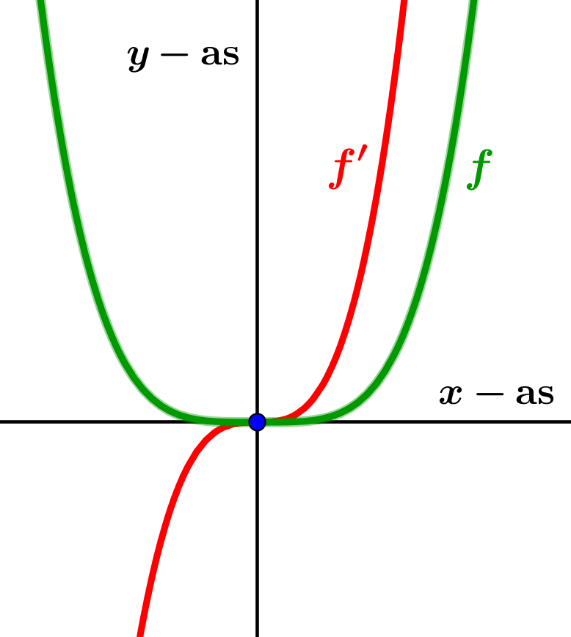 y − as
f′
f
x − as